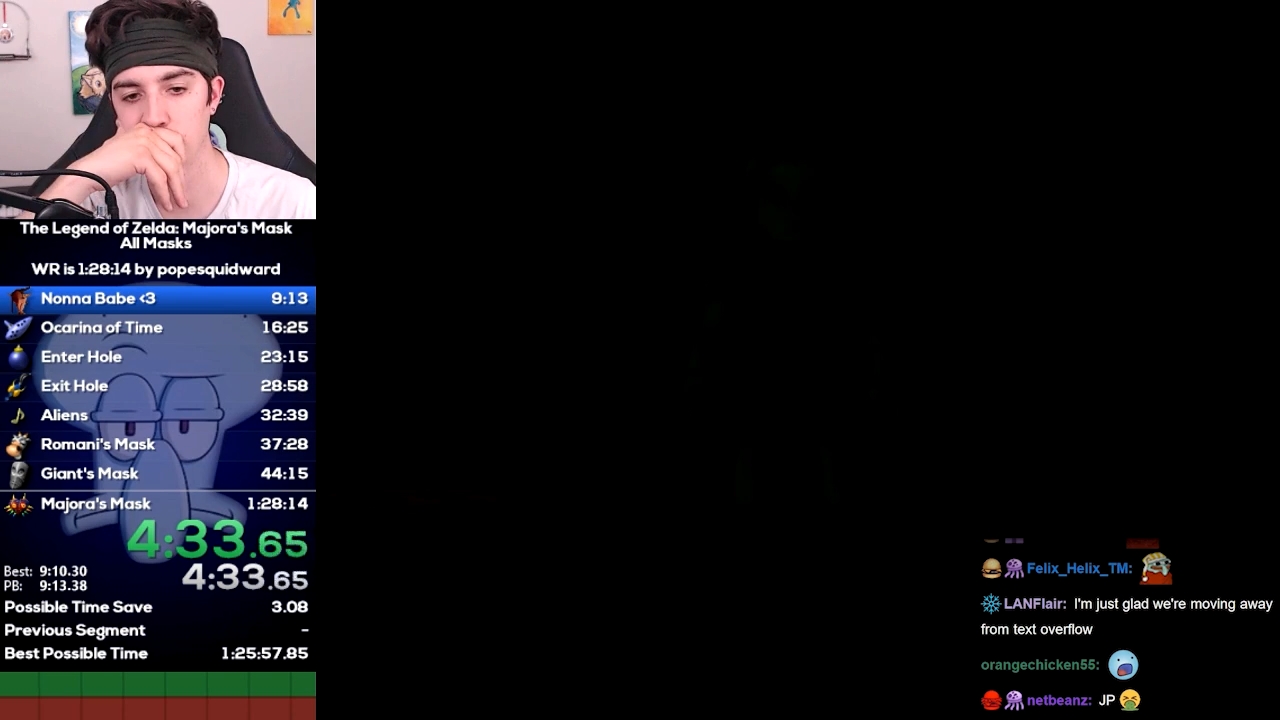 The Legend of Zelda: Majora's Mask
All Masks
WR is 1:28:14 by popesquidward
Nonna Babe <3 9:13
Ocarina of Time 16:25
Enter Hole 23:15
Exit Hole 28:58
Aliens 32:39
Romani's Mask 37:28
Giant's Mask 44:15
Majora's Mask 1:28:14
4:33.65
Best: 9:10.30
PB: 9:13.38
4:33.65
Possible Time Save 3.08
Previous Segment -
Best Possible Time 1:25:57.85
Felix_Helix_TM:
LANFlair: I'm just glad we're moving away
from text overflow
orangechicken55:
netbeanz: JP